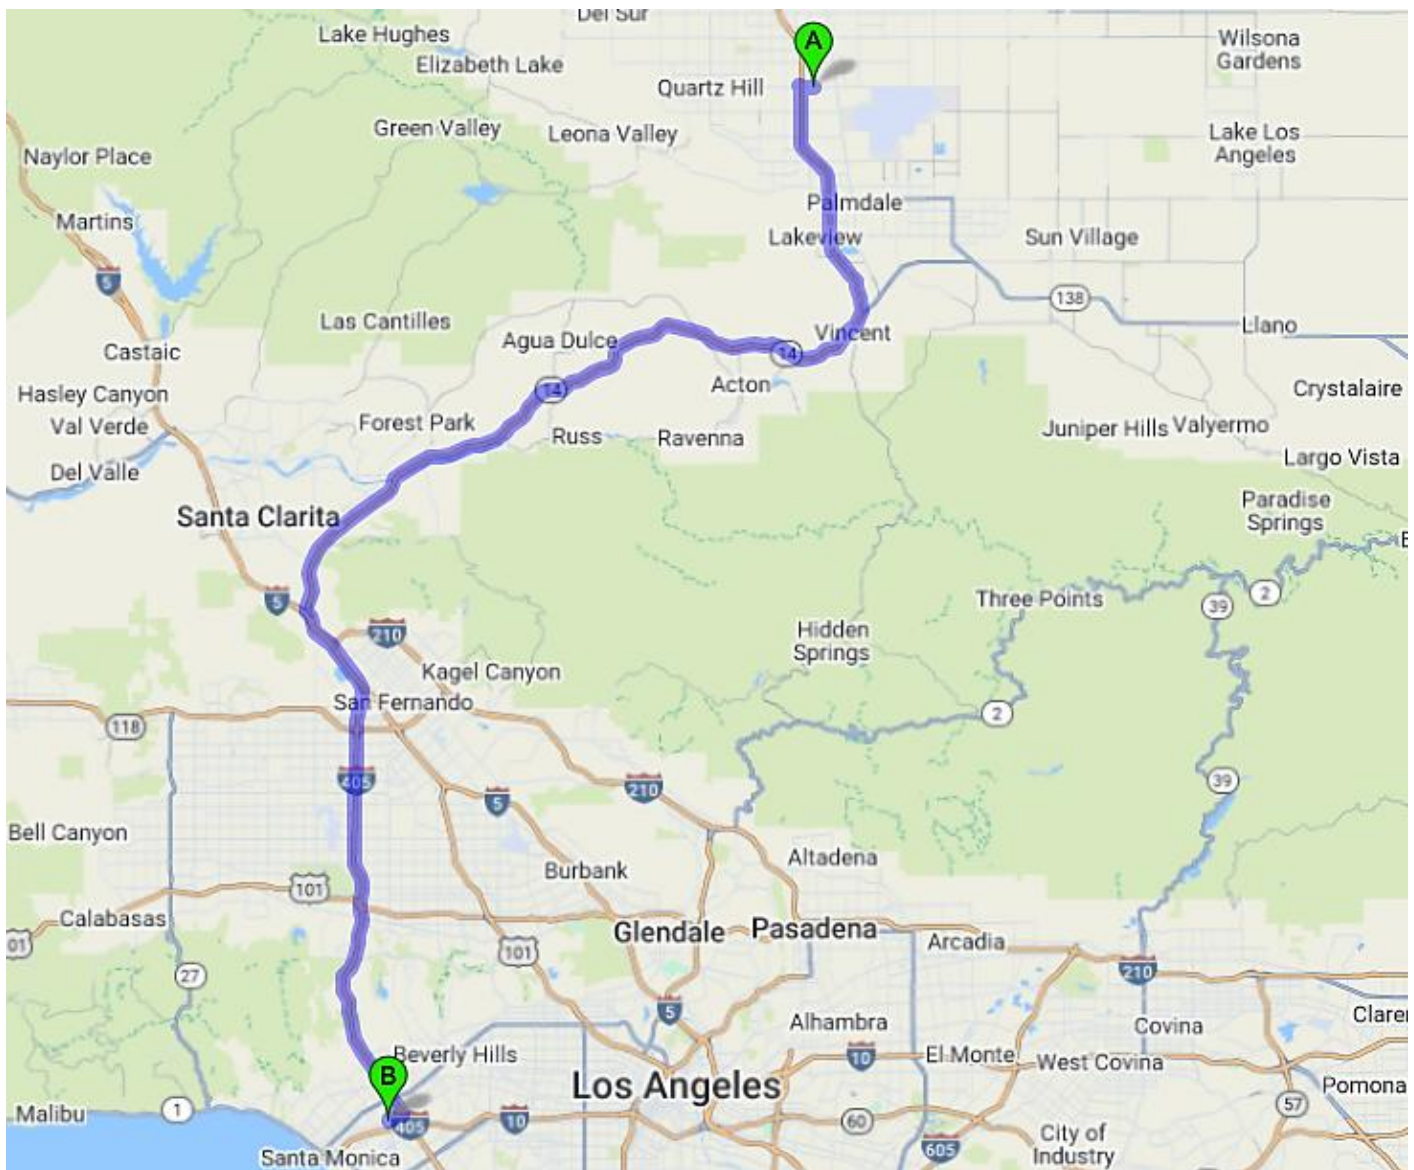 Del Sur
Lake Hughes
Elizabeth Lake
A
Wilsona
Gardens
Quartz Hill
Green Valley
Leona Valley
Lake Los
Angeles
Naylor Place
Martins
Palmdale
Lakeview
Sun Village
5
138
Las Cantilles
Agua Dulce
Vincent
Llano
14
Castaic
Acton
14
Crystalaire
Hasley Canyon
Forest Park
Val Verde
Russ
Ravenna
Juniper Hills
Valyermo
Largo Vista
Del Valle
Santa Clarita
Paradise
Springs
5
Three Points
39
2
210
Hidden
Springs
Kagel Canyon
San Fernando
118
2
405
5
210
39
Bell Canyon
Burbank
Altadena
101
Calabasas
Glendale
Pasadena
Arcadia
01
101
27
210
5
Alhambra
Covina
Clarer
Beverly Hills
10
El Monte
West Covina
B
Los Angeles
Pomona
Malibu
1
405
10
60
57
Santa Monica
605
City of
Industry